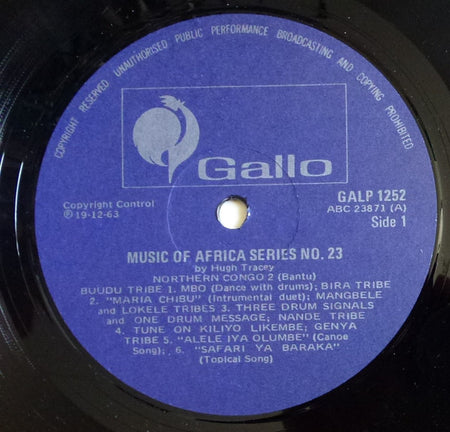 COPYRIGHT RESERVED UNAUTHORISED PUBLIC PERFORMANCE BROADCASTING AND COPYING PROHIBITED
Gallo
GALP 1252
ABC 23871 (A)
Side 1
Copyright Control
℗19-12-63
MUSIC OF AFRICA SERIES NO. 23
by Hugh Tracey
NORTHERN CONGO 2 (Bantu)
BUUDU TRIBE 1. MBO (Dance with drums); BIRA TRIBE
2. "MARIA CHIBU" (Intrumental duet); MANGBELE
and LOKELE TRIBES 3. THREE DRUM SIGNALS
and ONE DRUM MESSAGE; NANDE TRIBE
4. TUNE ON KILIYO LIKEMBE; GENYA
TRIBE 5. "ALELE IYA OLUMBE" (Canoe
Song); 6. "SAFARI YA BARAKA"
(Topical Song)